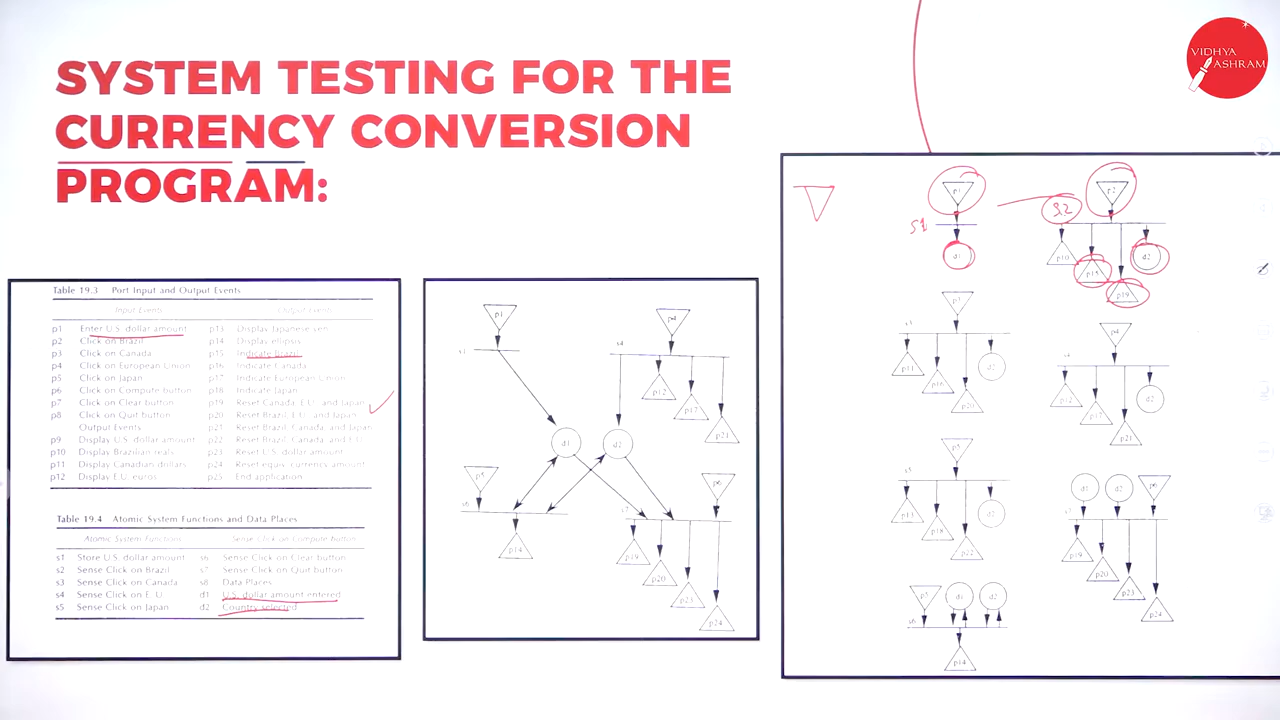 SYSTEM TESTING FOR THE
CURRENCY CONVERSION
PROGRAM:
VIDHYA
ASHRAM
Table 19.3 Port Input and Output Events
Input Events Output Events
p1 Enter U.S. dollar amount p13 Display Japanese yen
p2 Click on Brazil p14 Display ellipsis
p3 Click on Canada p15 Indicate Brazil
p4 Click on European Union p16 Indicate Canada
p5 Click on Japan p17 Indicate European Union
p6 Click on Compute button p18 Indicate Japan
p7 Click on Clear button p19 Reset Canada, E.U. and Japan
p8 Click on Quit button p20 Reset Brazil, E.U. and Japan
Output Events p21 Reset Brazil, Canada, and Japan
p9 Display U.S. dollar amount p22 Reset Brazil, Canada, and E.U.
p10 Display Brazilian reals p23 Reset U.S. dollar amount
p11 Display Canadian dollars p24 Reset equiv. currency amount
p12 Display E.U. euros p25 End application
Table 19.4 Atomic System Functions and Data Places
Atomic System Functions Sense Click on Compute button
s1 Store U.S. dollar amount s6 Sense Click on Clear button
s2 Sense Click on Brazil s7 Sense Click on Quit button
s3 Sense Click on Canada s8 Data Places
s4 Sense Click on E. U d1 U.S. dollar amount entered
s5 Sense Click on Japan d2 Country selected
p1 p4
s1 s4
p12
p17
p21
d1 d2
p5 p6
s6 s7
p14 p19
p20
p23
p24
p1 p2
s1 s2
d1 p10 p15 d2
p19
p3
s3 p4
p11 p16 d2 s4
p20 p12 p17 d2
p21
p5
s5 d1 d2 p6
p13 p18 d2
p22 p19
p20
p23
p5 d1 d2 p24
s6
p14